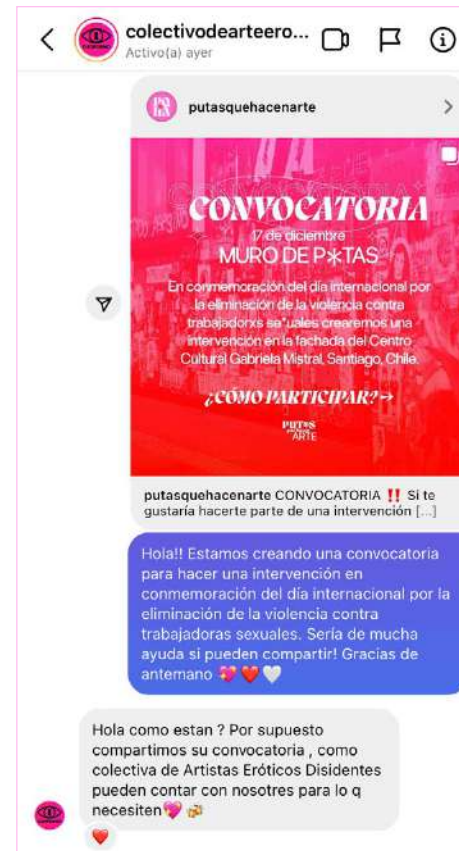 colectivodearteero...
Activo(a) ayer
putasquehacenarte
CONVOCATORIA
17 de diciembre
MURO DE P*TAS
En conmemoración del día internacional por
la eliminación de la violencia contra
trabajadorxs se*uales crearemos una
intervención en la fachada del Centro
Cultural Gabriela Mistral, Santiago, Chile.
¿CÓMO PARTICIPAR?→
PUT*S
ARTE
putasquehacenarte CONVOCATORIA ‼️ Si te
gustaría hacerte parte de una intervención [...]
Hola!! Estamos creando una convocatoria
para hacer una intervención en
conmemoración del día internacional por la
eliminación de la violencia contra
trabajadoras sexuales. Sería de mucha
ayuda si pueden compartir! Gracias de
antemano 💖❤️🤍
Hola como estan ? Por supuesto
compartimos su convocatoria , como
colectiva de Artistas Eróticos Disidentes
pueden contar con nosotres para lo q
necesiten💖